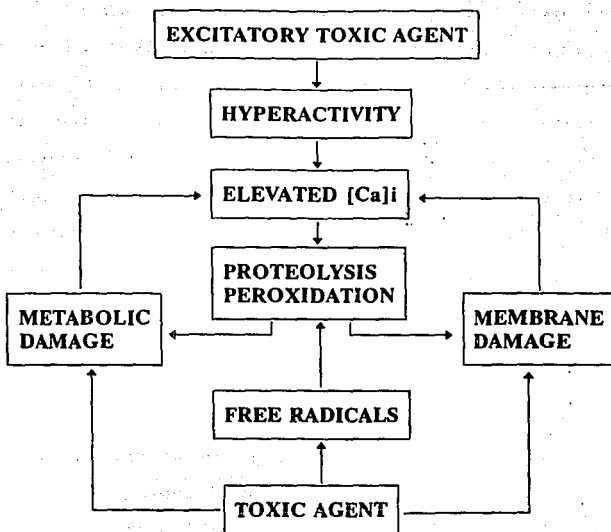 EXCITATORY TOXIC AGENT
HYPERACTIVITY
ELEVATED [Ca]i
PROTEOLYSIS
PEROXIDATION
METABOLIC
DAMAGE
MEMBRANE
DAMAGE
FREE RADICALS
TOXIC AGENT